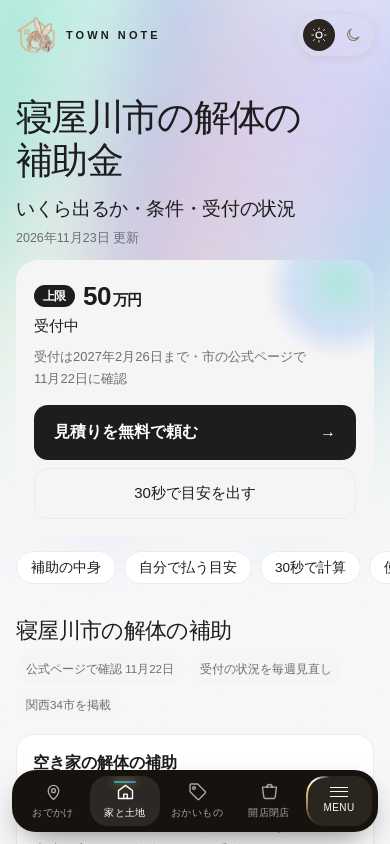 TOWN NOTE
寝屋川市の解体の
補助金
いくら出るか・条件・受付の状況
2026年11月23日 更新
上限 50万円
受付中
受付は2027年2月26日まで・市の公式ページで
11月22日に確認
見積りを無料で頼む →
30秒で目安を出す
補助の中身 自分で払う目安 30秒で計算
寝屋川市の解体の補助
公式ページで確認 11月22日 受付の状況を毎週見直し
関西34市を掲載
空き家の解体の補助
おでかけ 家と土地 おかいもの 開店閉店 MENU